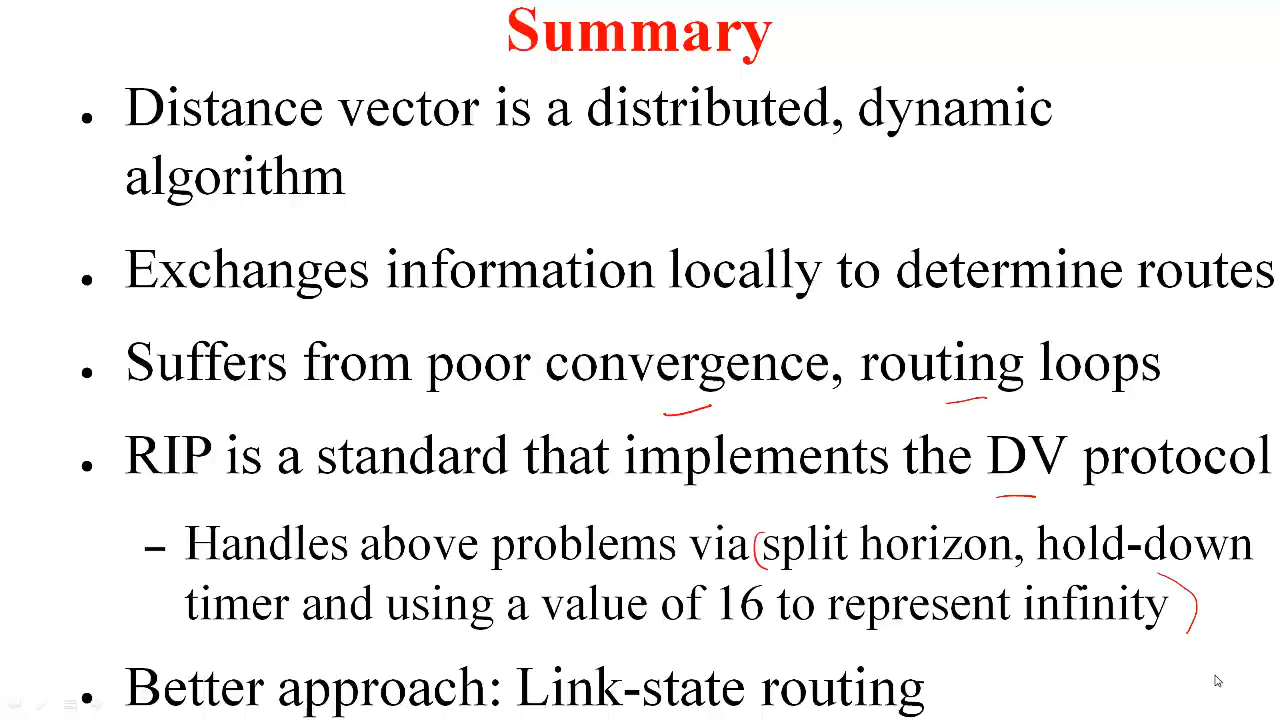 Summary
• Distance vector is a distributed, dynamic
algorithm
• Exchanges information locally to determine routes
• Suffers from poor convergence, routing loops
• RIP is a standard that implements the DV protocol
– Handles above problems via split horizon, hold-down
timer and using a value of 16 to represent infinity
• Better approach: Link-state routing